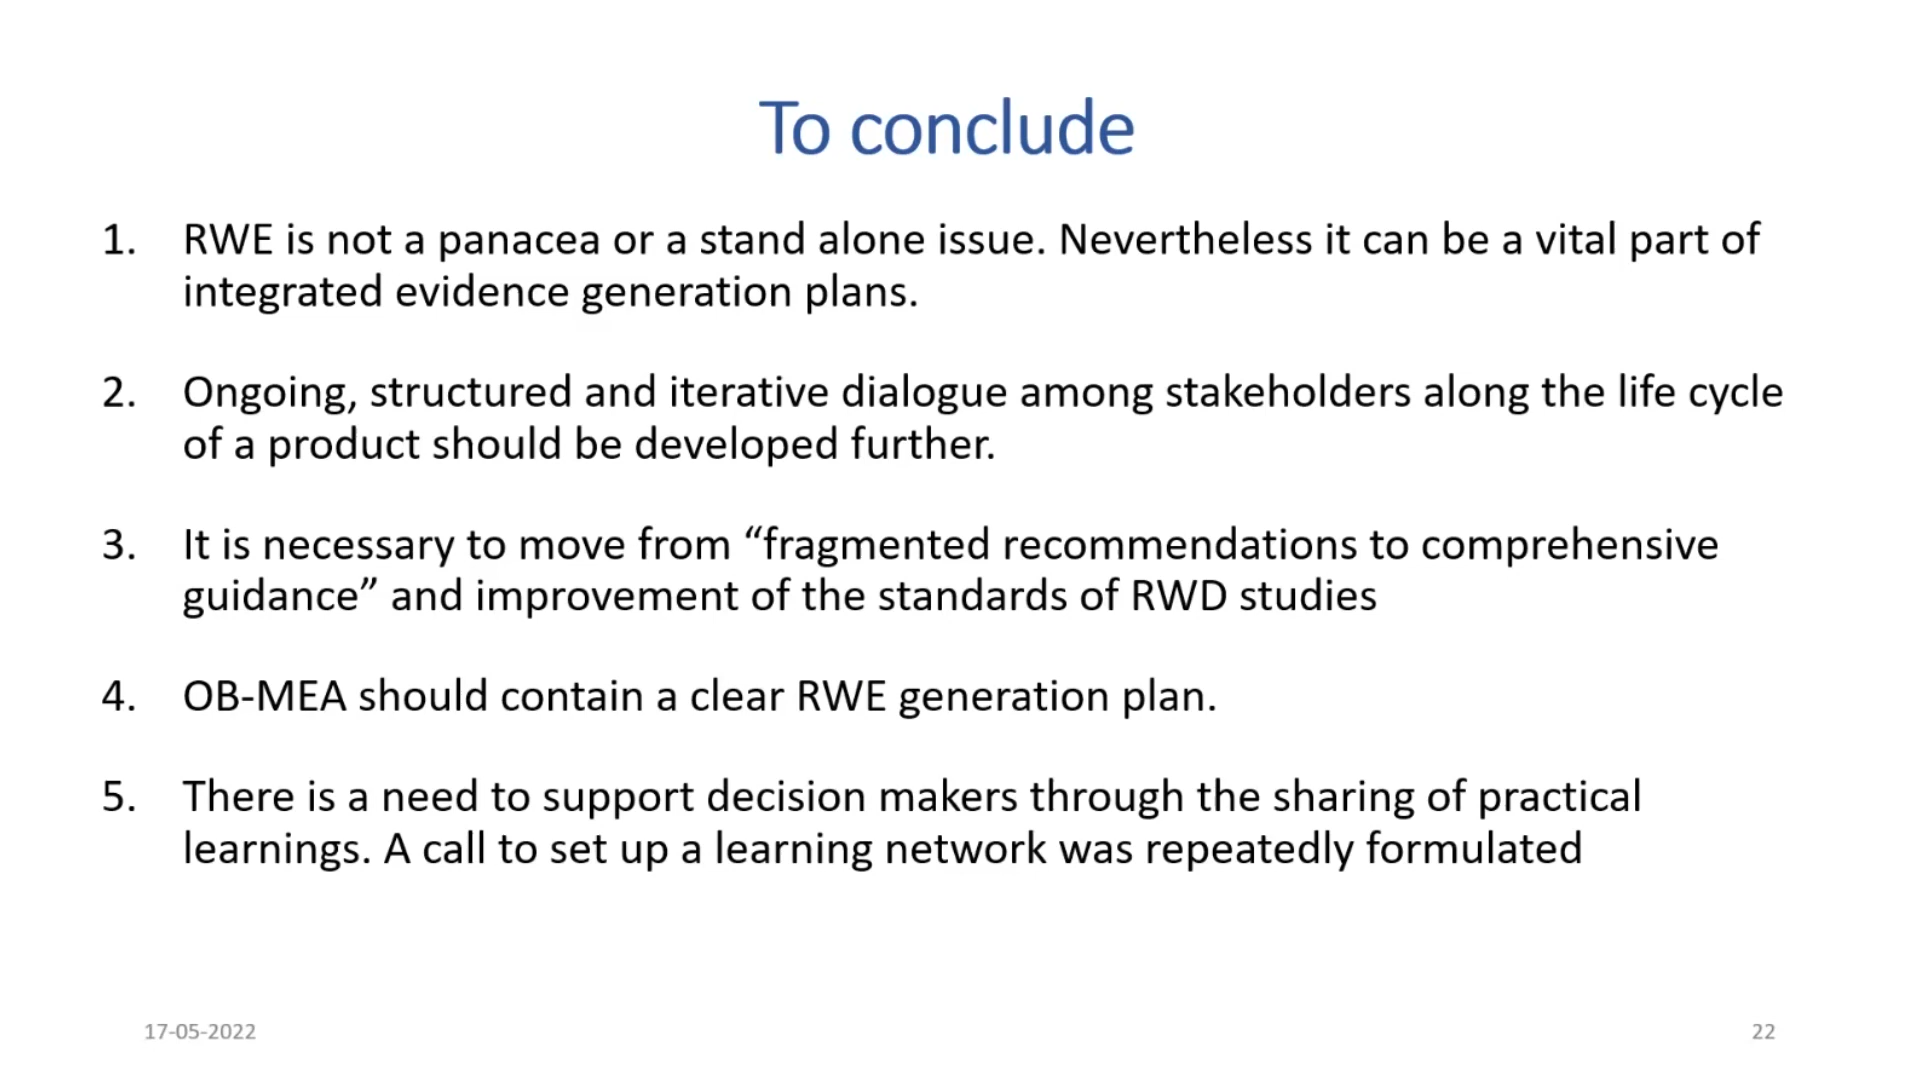 To conclude
1. RWE is not a panacea or a stand alone issue. Nevertheless it can be a vital part of
integrated evidence generation plans.
2. Ongoing, structured and iterative dialogue among stakeholders along the life cycle
of a product should be developed further.
3. It is necessary to move from “fragmented recommendations to comprehensive
guidance” and improvement of the standards of RWD studies
4. OB-MEA should contain a clear RWE generation plan.
5. There is a need to support decision makers through the sharing of practical
learnings. A call to set up a learning network was repeatedly formulated
17-05-2022
22